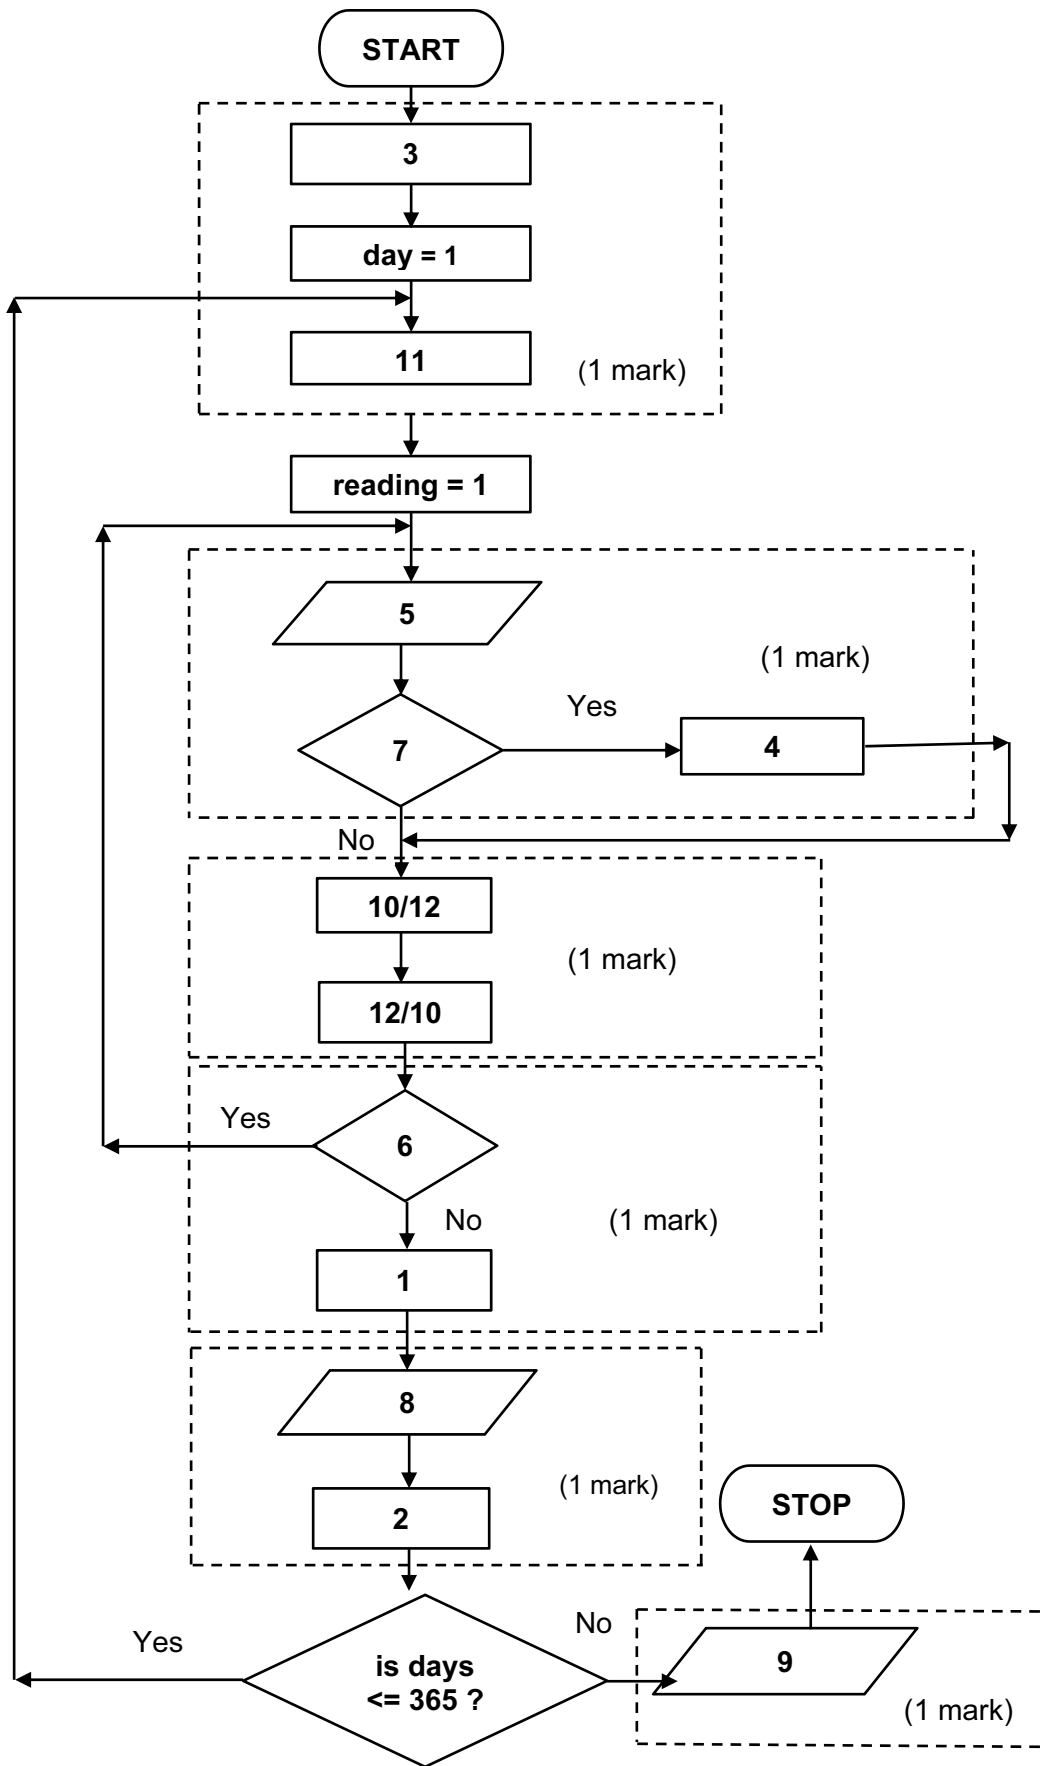 START
3
day = 1
11
(1 mark)
reading = 1
5
(1 mark)
Yes
7
4
No
10/12
(1 mark)
12/10
Yes
6
No
(1 mark)
1
8
(1 mark)
STOP
2
No
Yes
is days
<= 365 ?
9
(1 mark)